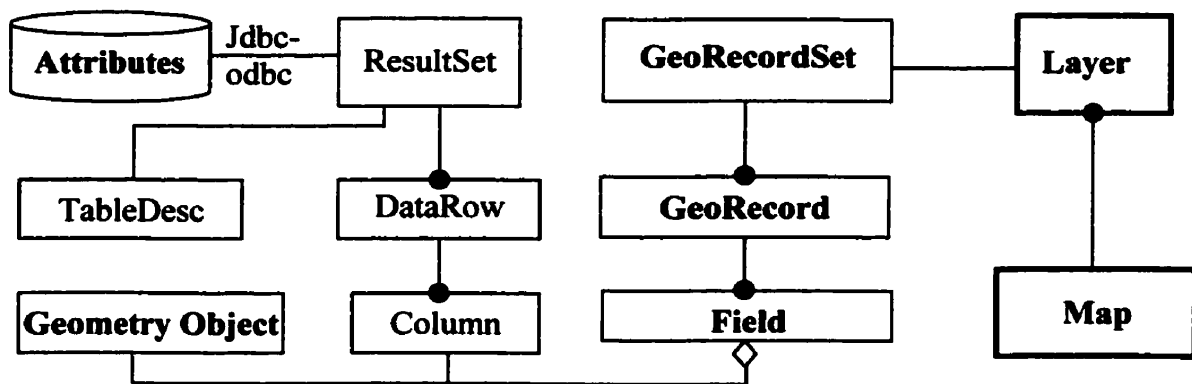 Attributes
Jdbc-
odbc
ResultSet
GeoRecordSet
Layer
TableDesc
DataRow
GeoRecord
Geometry Object
Column
Field
Map